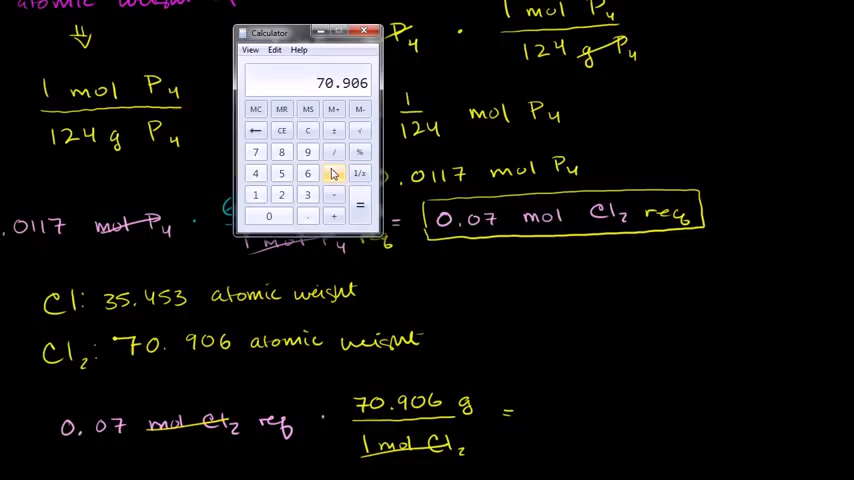 atomic weight
1 mol P4
124 g P4
1 mol P4
124 g P4
P4 ·
1
124 mol P4
.0117 mol P4
Calculator
View Edit Help
70.906
MC MR MS M+ M-
← CE C ± √
7 8 9 / %
4 5 6 1/x
1 2 3 - =
0 . +
.0117 mol P4 · 6 = 0.07 mol Cl2 req
1 mol P4 req
Cl: 35.453 atomic weight
Cl2: 70.906 atomic weight
0.07 mol Cl2 req · 70.906 g =
1 mol Cl2